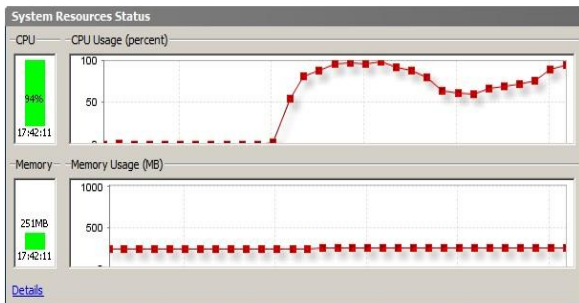 System Resources Status
CPU
CPU Usage (percent)
100
94%
50
17:42:11
0
Memory
Memory Usage (MB)
1000
251MB
500
17:42:11
Details